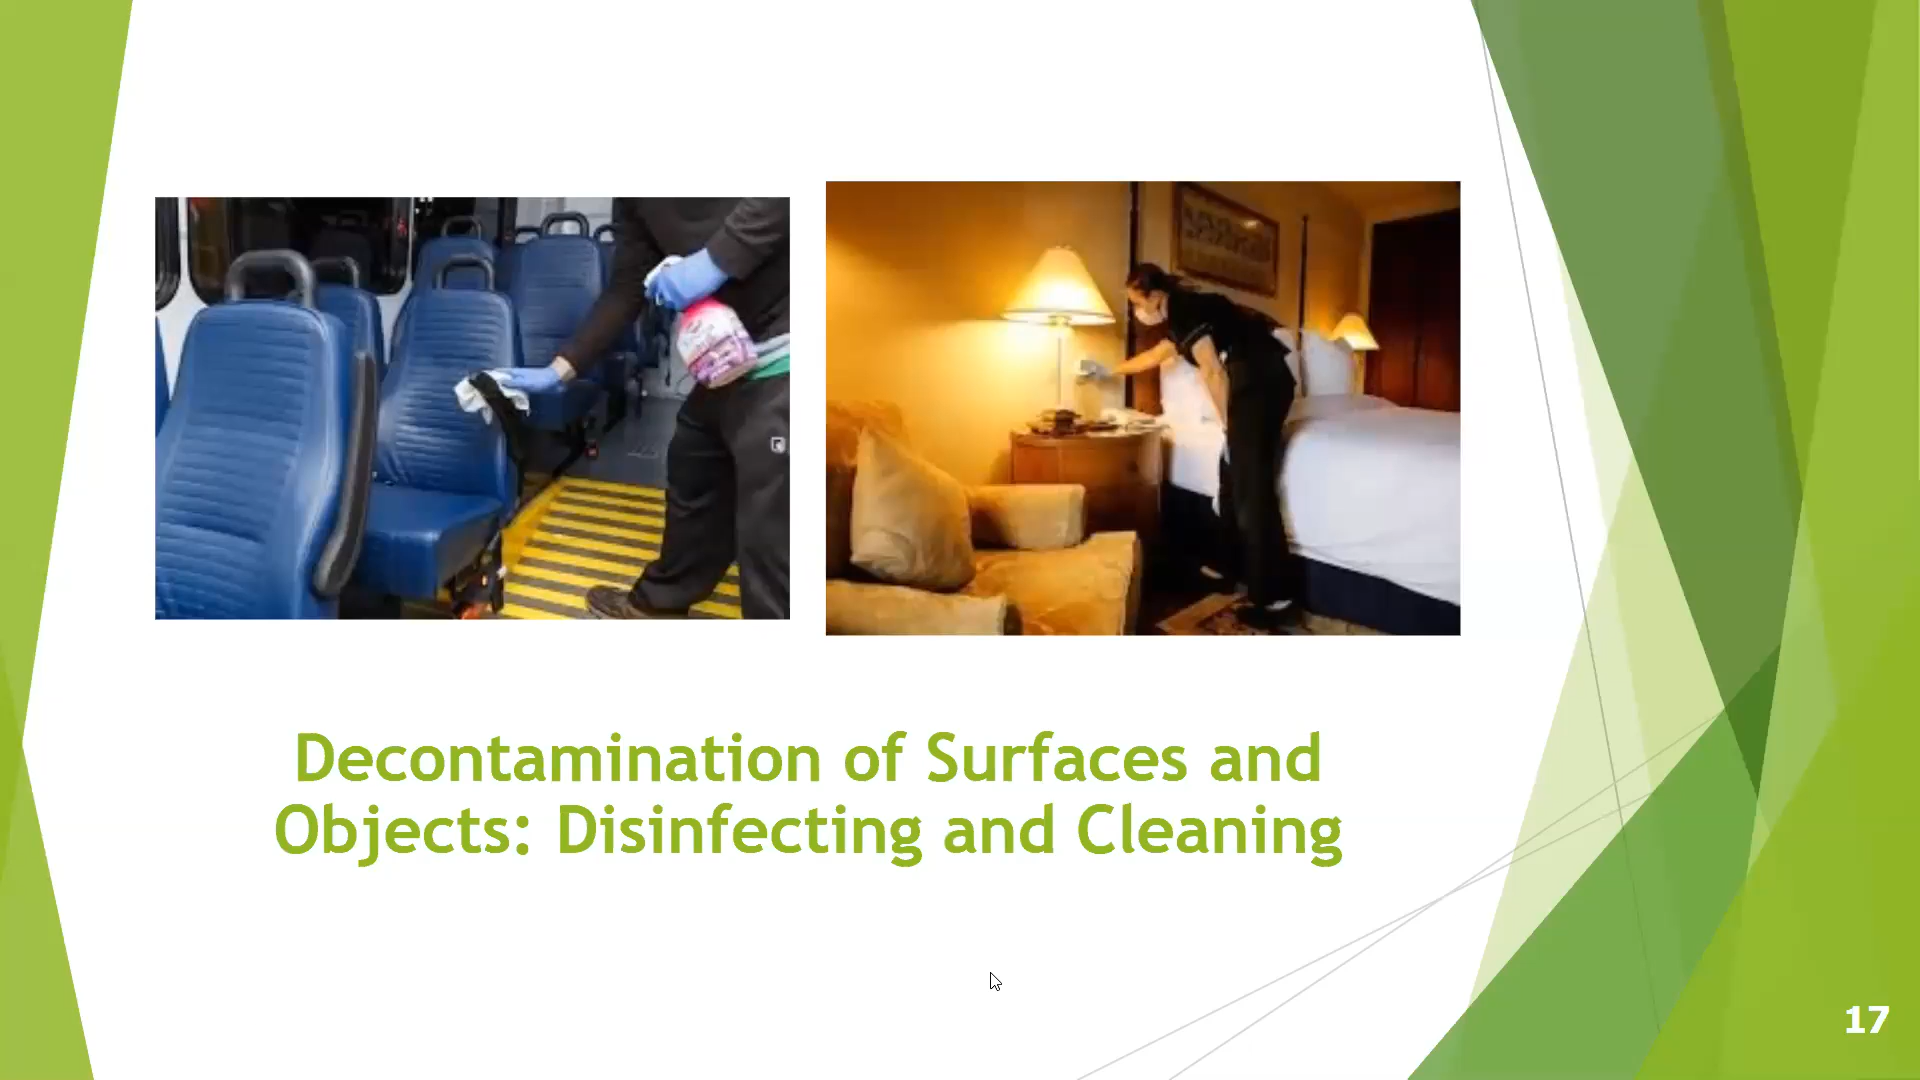 Decontamination of Surfaces and
Objects: Disinfecting and Cleaning
17